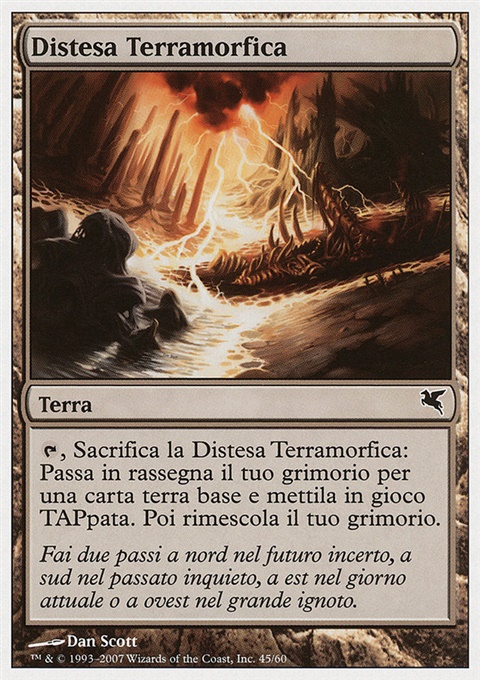 Distesa Terramorfica
Terra
, Sacrifica la Distesa Terramorfica:
Passa in rassegna il tuo grimorio per
una carta terra base e mettila in gioco
TAPpata. Poi rimescola il tuo grimorio.
Fai due passi a nord nel futuro incerto, a
sud nel passato inquieto, a est nel giorno
attuale o a ovest nel grande ignoto.
Dan Scott
™ & © 1993–2007 Wizards of the Coast, Inc. 45/60